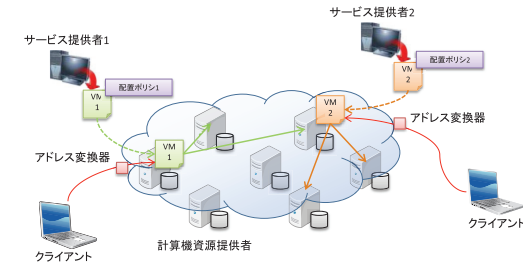 サービス提供者1
サービス提供者2
配置ポリシ1
配置ポリシ2
VM
1
VM
2
VM
2
アドレス変換器
アドレス変換器
VM
1
クライアント
クライアント
計算機資源提供者